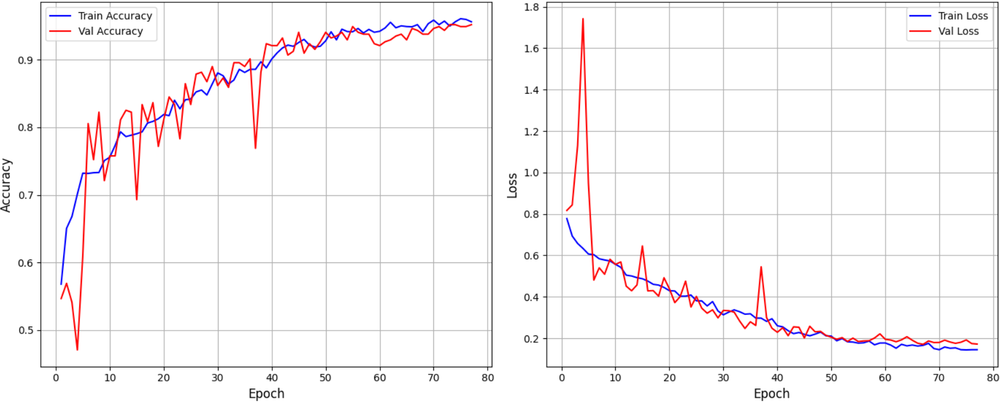 Train Accuracy
Val Accuracy
0.9
0.8
0.7
0.6
0.5
Accuracy
0 10 20 30 40 50 60 70 80
Epoch
Train Loss
Val Loss
1.8
1.6
1.4
1.2
1.0
0.8
0.6
0.4
0.2
Loss
0 10 20 30 40 50 60 70 80
Epoch